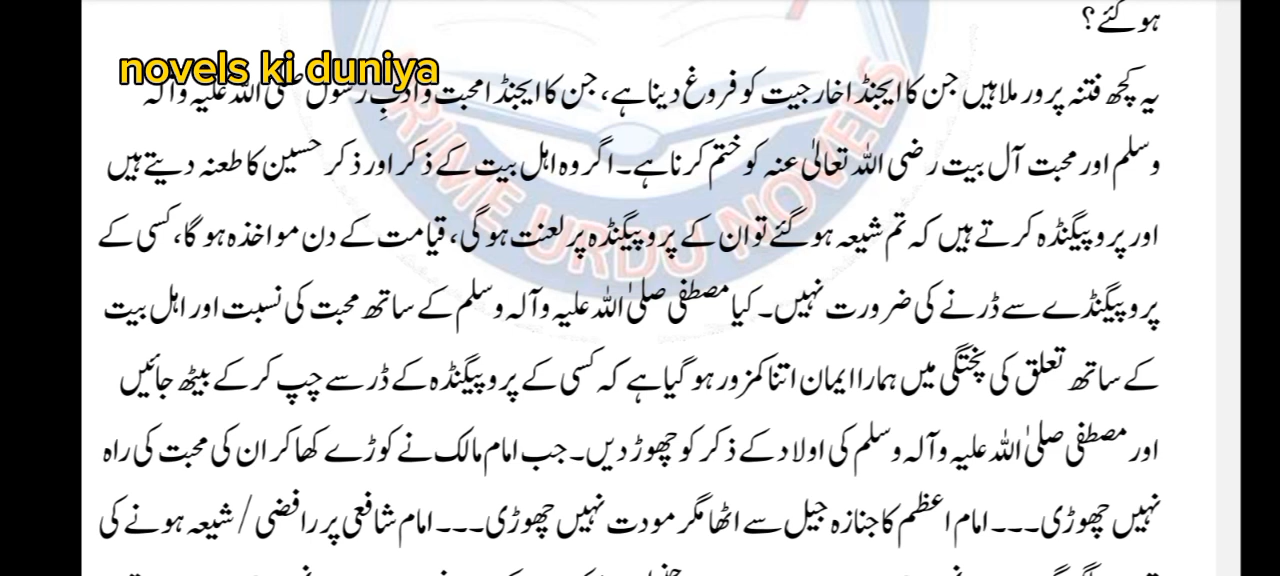 ہو گئے؟
novels ki duniya
یہ کچھ فتنہ پرور ملا ہیں جن کا ایجنڈا خارجیت کو فروغ دینا ہے، جن کا ایجنڈا محبت و ادبِ رسول صلی اللہ علیہ وآلہ
وسلم اور محبت آل بیت رضی اللہ تعالٰی عنہ کو ختم کرنا ہے۔ اگر وہ اہل بیت کے ذکر اور ذکر حسین کا طعنہ دیتے ہیں
اور پروپیگنڈہ کرتے ہیں کہ تم شیعہ ہو گئے تو ان کے پروپیگنڈہ پر لعنت ہو گی، قیامت کے دن مواخذہ ہو گا، کسی کے
پروپیگنڈے سے ڈرنے کی ضرورت نہیں۔ کیا مصطفی صلی اللہ علیہ وآلہ وسلم کے ساتھ محبت کی نسبت اور اہل بیت
کے ساتھ تعلق کی پختگی میں ہمارا ایمان اتنا کمزور ہو گیا ہے کہ کسی کے پروپیگنڈہ کے ڈر سے چپ کر کے بیٹھ جائیں
اور مصطفی صلی اللہ علیہ وآلہ وسلم کی اولاد کے ذکر کو چھوڑ دیں۔ جب امام مالک نے کوڑے کھا کر ان کی محبت کی راہ
نہیں چھوڑی۔۔۔ امام اعظم کا جنازہ جیل سے اٹھا مگر مودت نہیں چھوڑی۔۔۔ امام شافعی پر رافضی / شیعہ ہونے کی
PRIME URDU NOVELS